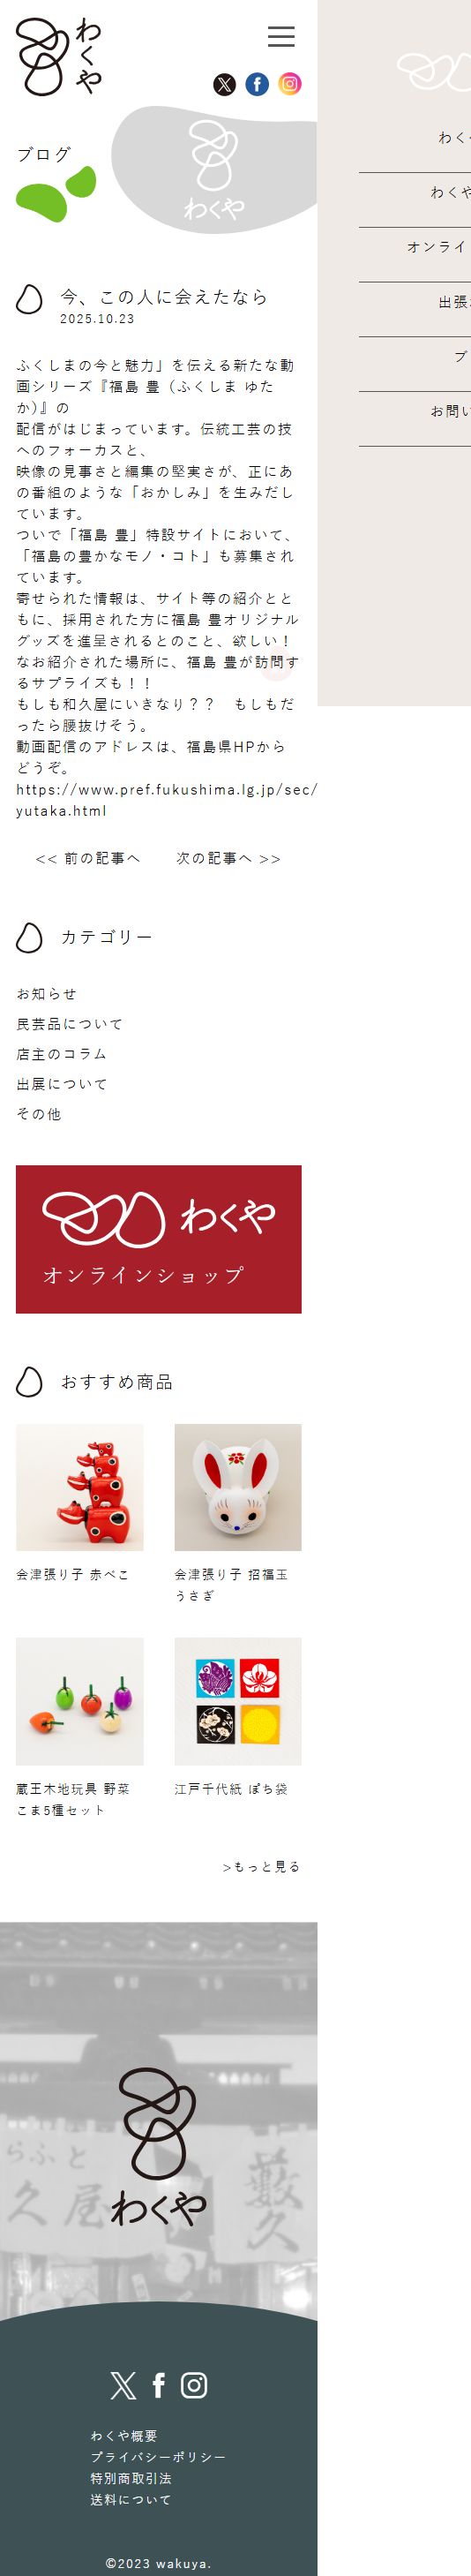 わくや
ブログ
わくや
今、この人に会えたなら
2025.10.23
ふくしまの今と魅力」を伝える新たな動
画シリーズ『福島 豊（ふくしま ゆた
か）』の
配信がはじまっています。伝統工芸の技
へのフォーカスと、
映像の見事さと編集の堅実さが、正にあ
の番組のような「おかしみ」を生みだし
ています。
ついで「福島 豊」特設サイトにおいて、
「福島の豊かなモノ・コト」も募集され
ています。
寄せられた情報は、サイト等の紹介とと
もに、採用された方に福島 豊オリジナル
グッズを進呈されるとのこと、欲しい！
なお紹介された場所に、福島 豊が訪問す
るサプライズも！！
もしも和久屋にいきなり？？　もしもだ
ったら腰抜けそう。
動画配信のアドレスは、福島県HPから
どうぞ。
https://www.pref.fukushima.lg.jp/sec/
yutaka.html
<< 前の記事へ
次の記事へ >>
カテゴリー
お知らせ
民芸品について
店主のコラム
出展について
その他
わくや
オンラインショップ
おすすめ商品
会津張り子 赤べこ
会津張り子 招福玉
うさぎ
蔵王木地玩具 野菜
こま5種セット
江戸千代紙 ぽち袋
>もっと見る
わくや
わくや概要
プライバシーポリシー
特別商取引法
送料について
©2023 wakuya.
わく
わくや
オンライ
出張
ブ
お問い